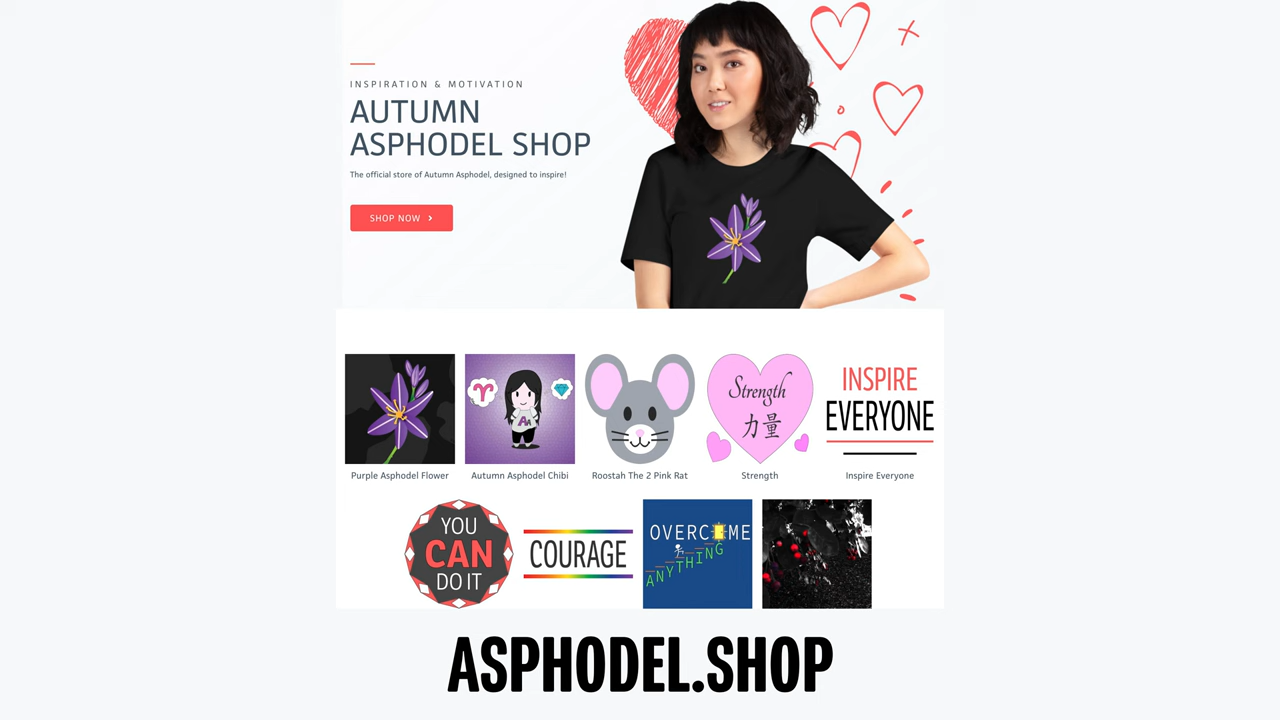 INSPIRATION & MOTIVATION
AUTUMN
ASPHODEL SHOP
The official store of Autumn Asphodel, designed to inspire!
SHOP NOW
AA
Strength
力量
INSPIRE
EVERYONE
Purple Asphodel Flower
Autumn Asphodel Chibi
Roostah The 2 Pink Rat
Strength
Inspire Everyone
YOU
CAN
DO IT
COURAGE
OVERCOME
ANYTHING
ASPHODEL.SHOP